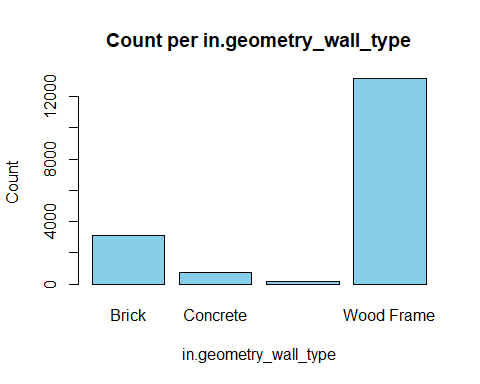 Count per in.geometry_wall_type
Count
12000
8000
4000
0
Brick
Concrete
Wood Frame
in.geometry_wall_type